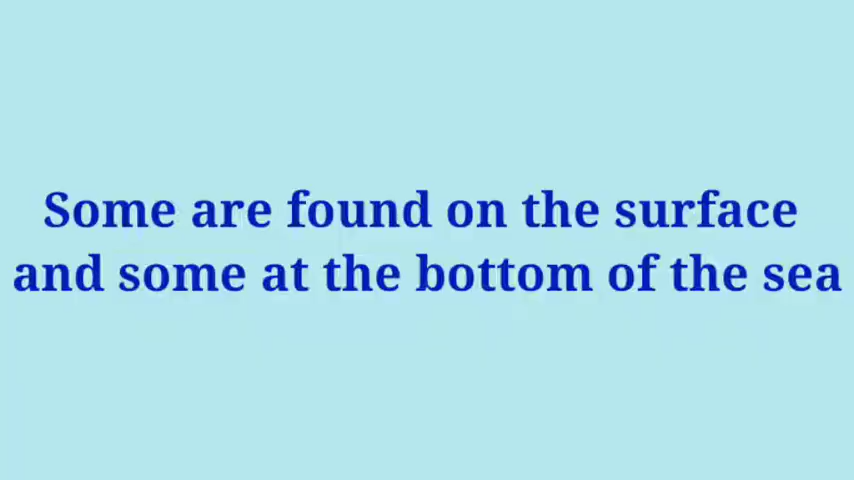 Some are found on the surface
and some at the bottom of the sea